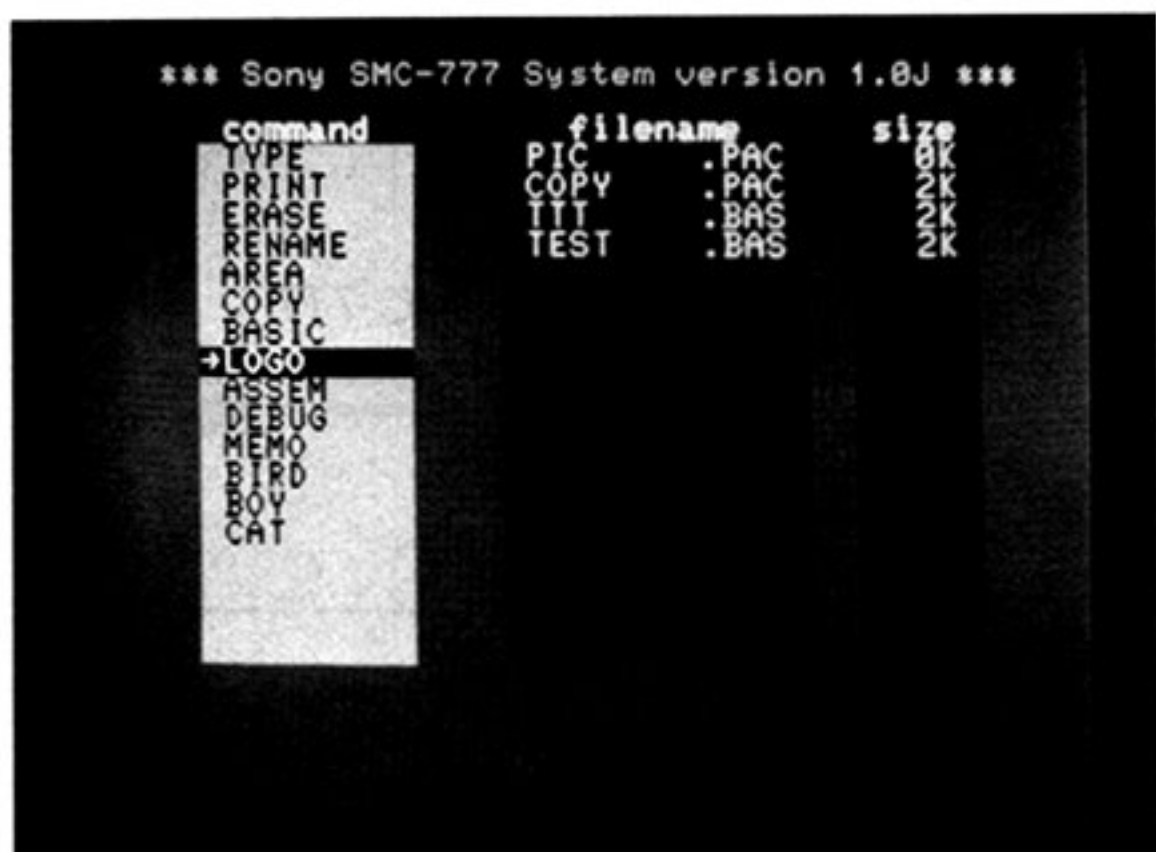 *** Sony SMC-777 System version 1.0J ***
command filename size
TYPE PIC .PAC 0K
PRINT COPY .PAC 2K
ERASE TTT .BAS 2K
RENAME TEST .BAS 2K
AREA
COPY
BASIC
→LOGO
ASSEM
DEBUG
MEMO
BIRD
BOY
CAT